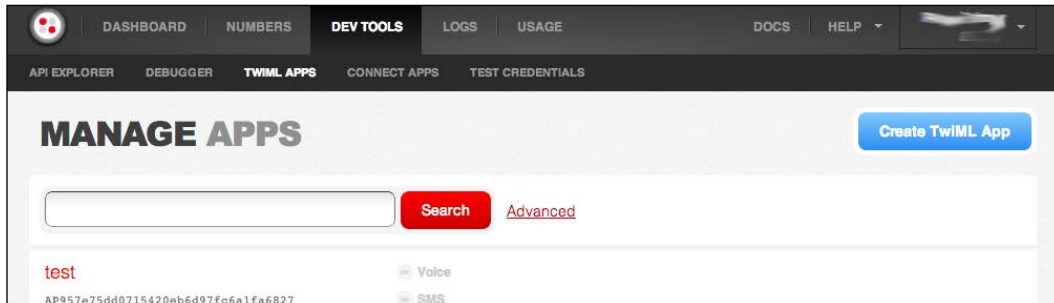 DASHBOARD NUMBERS DEV TOOLS LOGS USAGE DOCS HELP
API EXPLORER DEBUGGER TWIML APPS CONNECT APPS TEST CREDENTIALS
MANAGE APPS
Create TwiML App
Search Advanced
test
Voice
AP957e75dd0715420eb6d97fc6a1fa6827
SMS